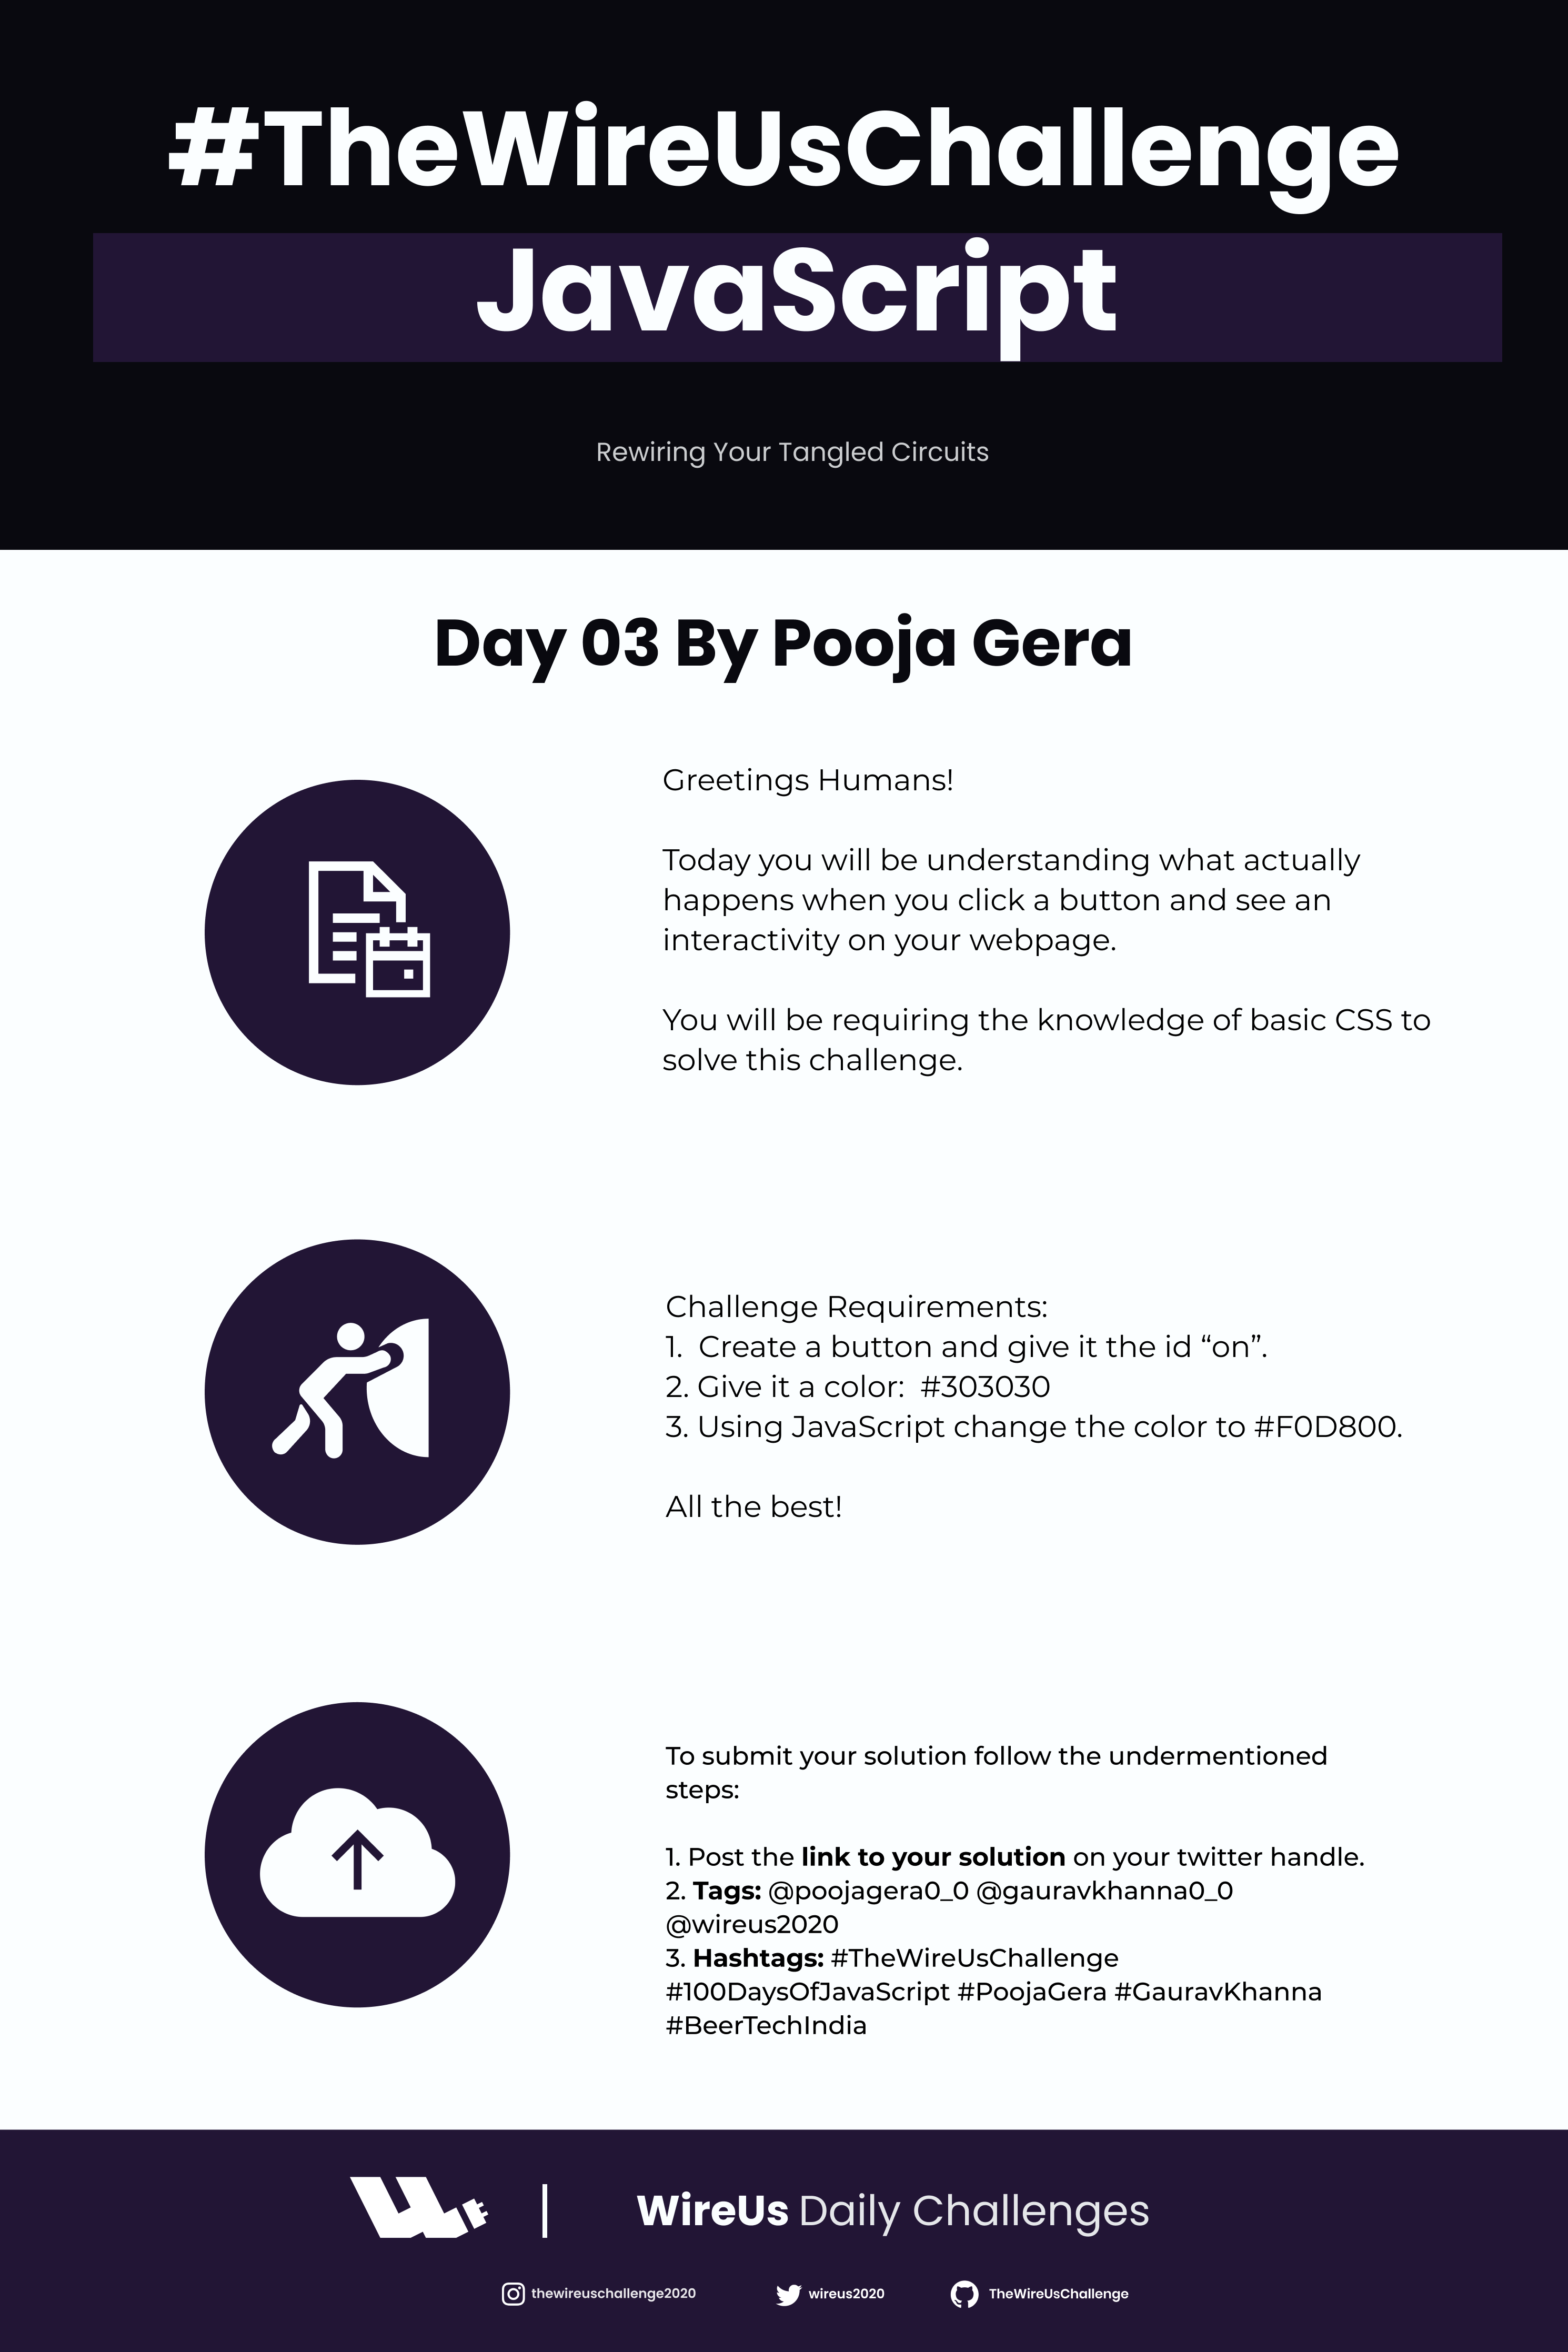 #TheWireUsChallenge
JavaScript
Rewiring Your Tangled Circuits
Day 03 By Pooja Gera
Greetings Humans!
Today you will be understanding what actually
happens when you click a button and see an
interactivity on your webpage.
You will be requiring the knowledge of basic CSS to
solve this challenge.
Challenge Requirements:
1.  Create a button and give it the id “on”.
2. Give it a color:  #303030
3. Using JavaScript change the color to #F0D800.
All the best!
To submit your solution follow the undermentioned
steps:
1. Post the link to your solution on your twitter handle.
2. Tags: @poojagera0_0 @gauravkhanna0_0
@wireus2020
3. Hashtags: #TheWireUsChallenge
#100DaysOfJavaScript #PoojaGera #GauravKhanna
#BeerTechIndia
WireUs Daily Challenges
thewireuschallenge2020 wireus2020 TheWireUsChallenge